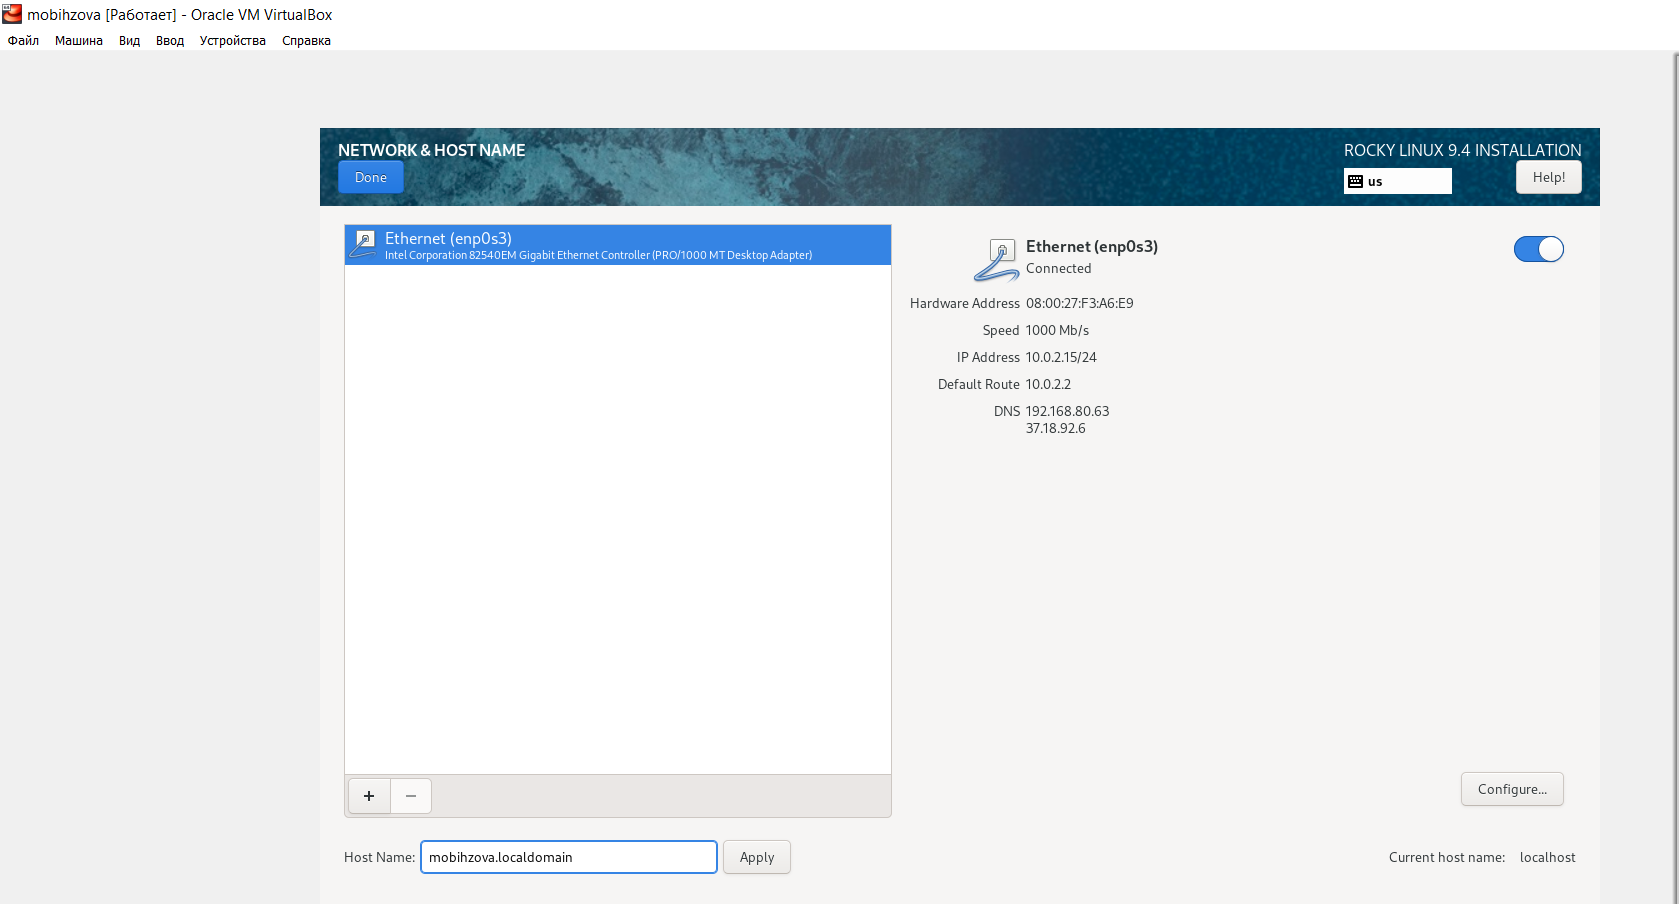 mobihzova [Работает] - Oracle VM VirtualBox
Файл Машина Вид Ввод Устройства Справка
NETWORK & HOST NAME
ROCKY LINUX 9.4 INSTALLATION
Done
us
Help!
Ethernet (enp0s3)
Intel Corporation 82540EM Gigabit Ethernet Controller (PRO/1000 MT Desktop Adapter)
Ethernet (enp0s3)
Connected
Hardware Address 08:00:27:F3:A6:E9
Speed 1000 Mb/s
IP Address 10.0.2.15/24
Default Route 10.0.2.2
DNS 192.168.80.63
37.18.92.6
+ −
Configure...
Host Name: mobihzova.localdomain Apply
Current host name: localhost